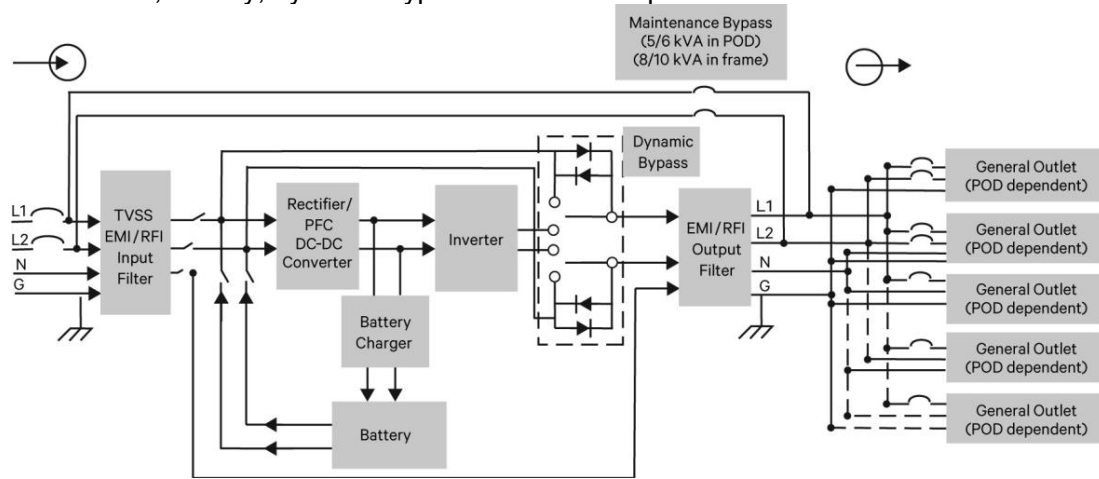 Maintenance Bypass
(5/6 kVA in POD)
(8/10 kVA in frame)
Dynamic
Bypass
L1
L2
N
G
TVSS
EMI/RFI
Input
Filter
Rectifier/
PFC
DC-DC
Converter
Inverter
Battery
Charger
Battery
EMI/RFI
Output
Filter
L1
L2
N
G
General Outlet
(POD dependent)
General Outlet
(POD dependent)
General Outlet
(POD dependent)
General Outlet
(POD dependent)
General Outlet
(POD dependent)